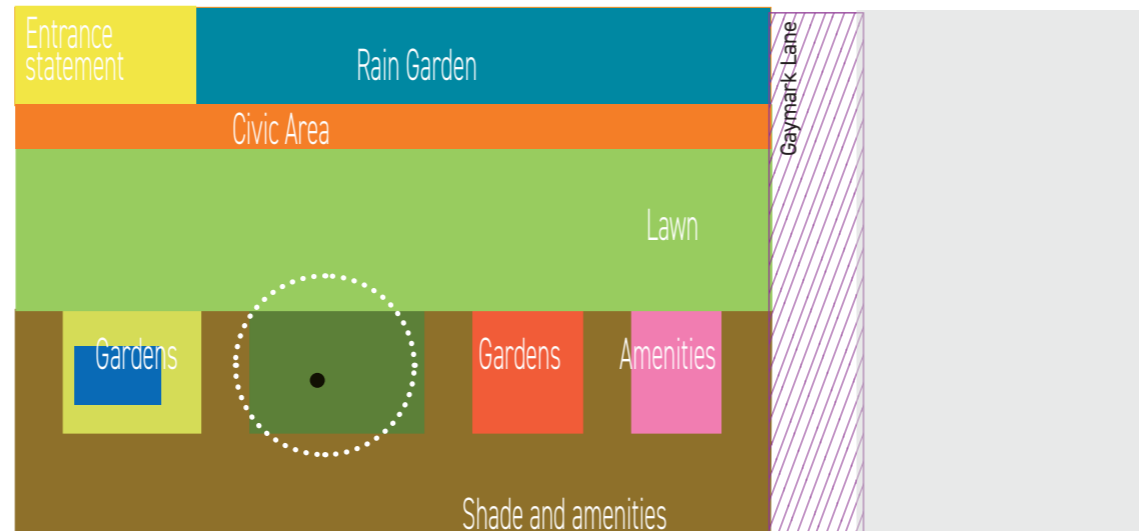 Entrance
statement
Rain Garden
Gaymark Lane
Civic Area
Lawn
Gardens
Gardens
Amenities
Shade and amenities